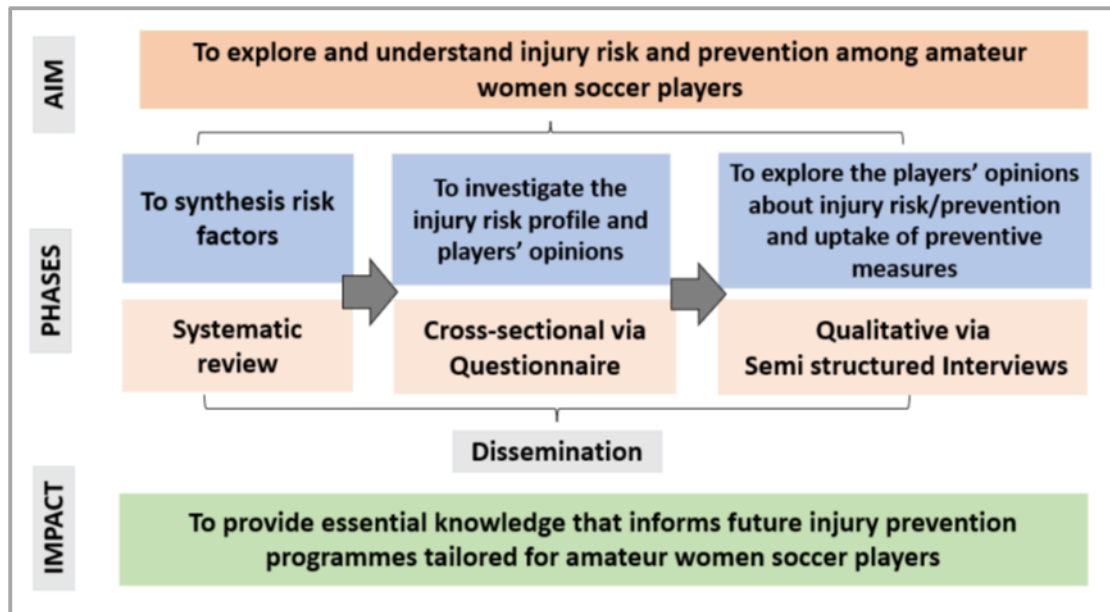 AIM
To explore and understand injury risk and prevention among amateur
women soccer players
PHASES
To synthesis risk
factors
To investigate the
injury risk profile and
players' opinions
To explore the players' opinions
about injury risk/prevention
and uptake of preventive
measures
Systematic
review
Cross-sectional via
Questionnaire
Qualitative via
Semi structured Interviews
Dissemination
IMPACT
To provide essential knowledge that informs future injury prevention
programmes tailored for amateur women soccer players